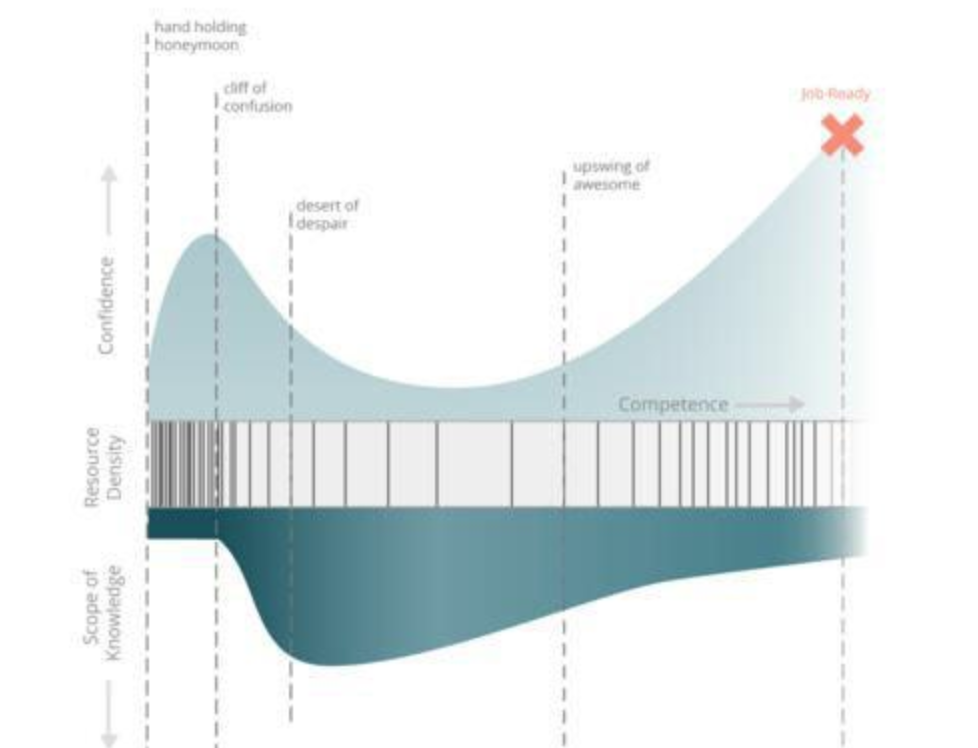 hand holding
honeymoon
cliff of
confusion
Job-Ready
upswing of
awesome
desert of
despair
Confidence
Competence
Resource
Density
Scope of
Knowledge